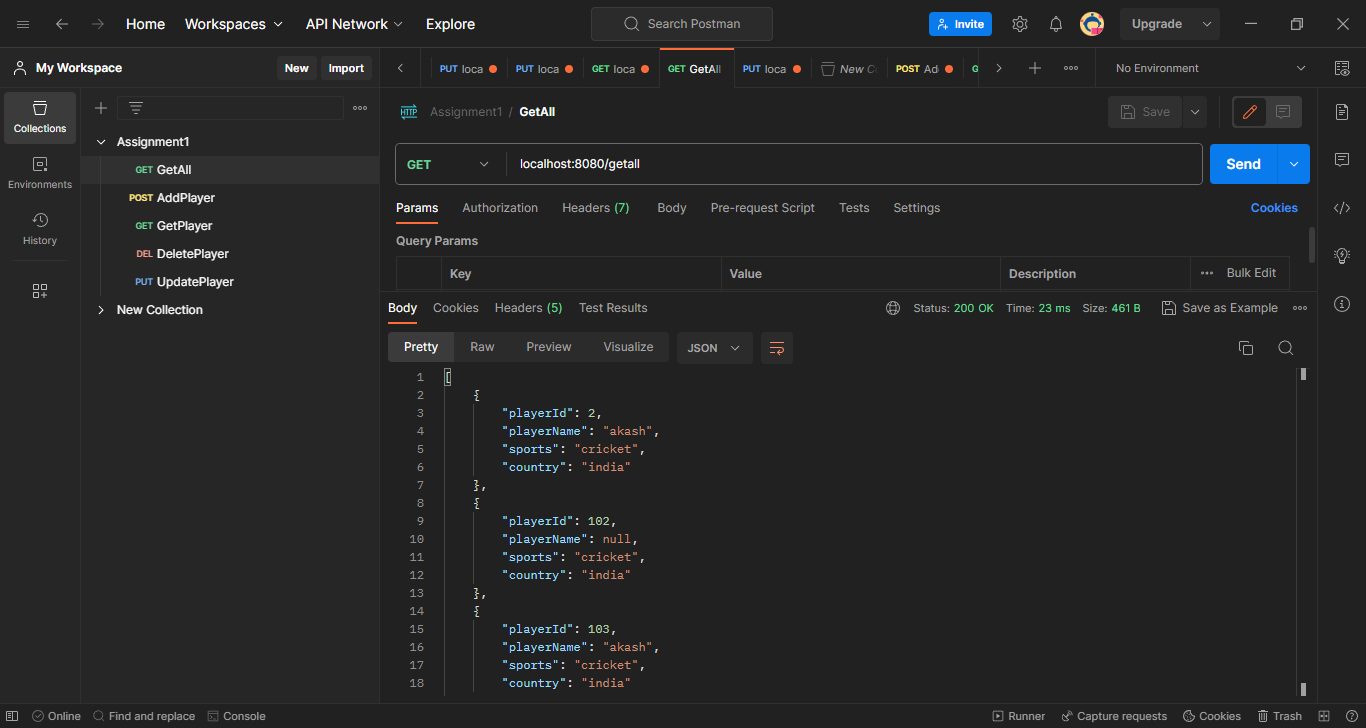 Home Workspaces API Network Explore Search Postman Invite Upgrade
My Workspace New Import PUT loca PUT loca GET loca GET GetAll PUT loca New Co POST Ad G No Environment
Collections
Environments
History
Assignment1
GET GetAll
POST AddPlayer
GET GetPlayer
DEL DeletePlayer
PUT UpdatePlayer
New Collection
HTTP Assignment1 / GetAll Save
GET localhost:8080/getall Send
Params Authorization Headers (7) Body Pre-request Script Tests Settings Cookies
Query Params
Key Value Description Bulk Edit
Body Cookies Headers (5) Test Results Status: 200 OK Time: 23 ms Size: 461 B Save as Example
Pretty Raw Preview Visualize JSON
1 [
2 {
3 "playerId": 2,
4 "playerName": "akash",
5 "sports": "cricket",
6 "country": "india"
7 },
8 {
9 "playerId": 102,
10 "playerName": null,
11 "sports": "cricket",
12 "country": "india"
13 },
14 {
15 "playerId": 103,
16 "playerName": "akash",
17 "sports": "cricket",
18 "country": "india"
Online Find and replace Console Runner Capture requests Cookies Trash